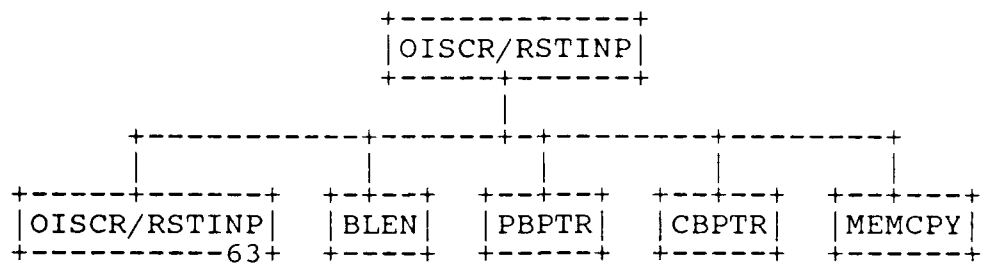 OISCR/RSTINP
OISCR/RSTINP BLEN PBPTR CBPTR MEMCPY
63